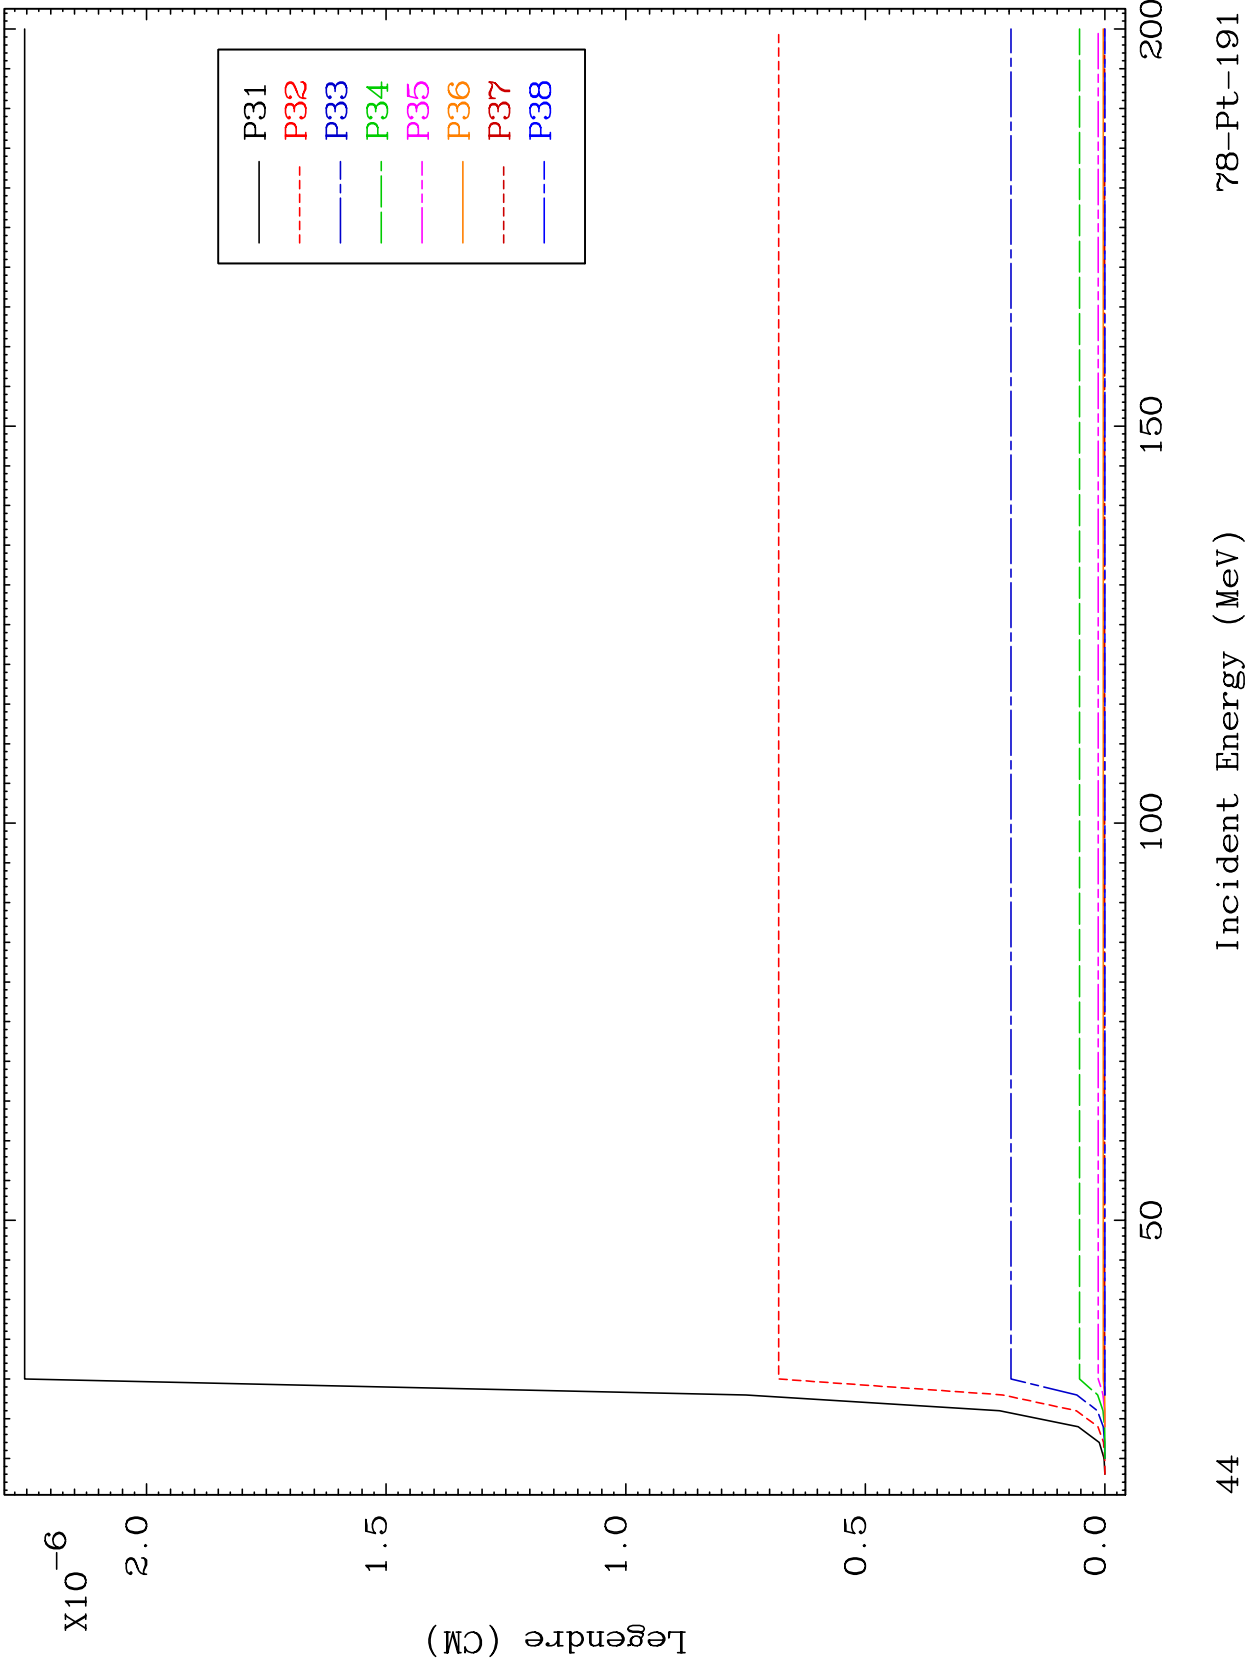 X10-6
2.0
1.5
1.0
0.5
0.0
Legendre (CM)
P31
P32
P33
P34
P35
P36
P37
P38
50
100
150
200
Incident Energy (MeV)
44
78-Pt-191